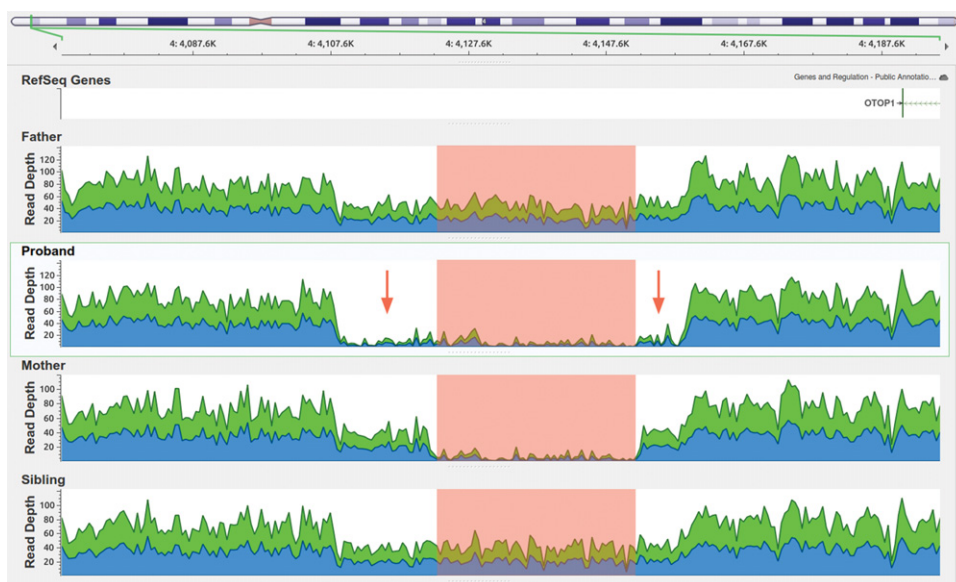 4: 4,087.6K 4: 4,107.6K 4: 4,127.6K 4: 4,147.6K 4: 4,167.6K 4: 4,187.6K
RefSeq Genes
Genes and Regulation - Public Annotatio...
OTOP1
Father
Read Depth
120
100
80
60
40
20
Proband
Read Depth
120
100
80
60
40
20
Mother
Read Depth
100
80
60
40
20
Sibling
Read Depth
100
80
60
40
20